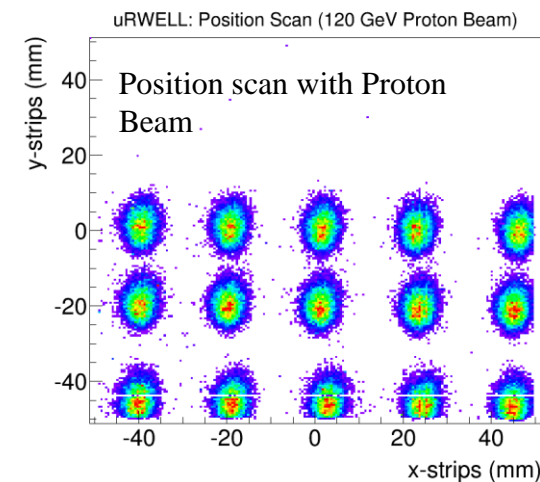 uRWELL: Position Scan (120 GeV Proton Beam)
Position scan with Proton
Beam
y-strips (mm)
40
20
0
-20
-40
-40 -20 0 20 40
x-strips (mm)